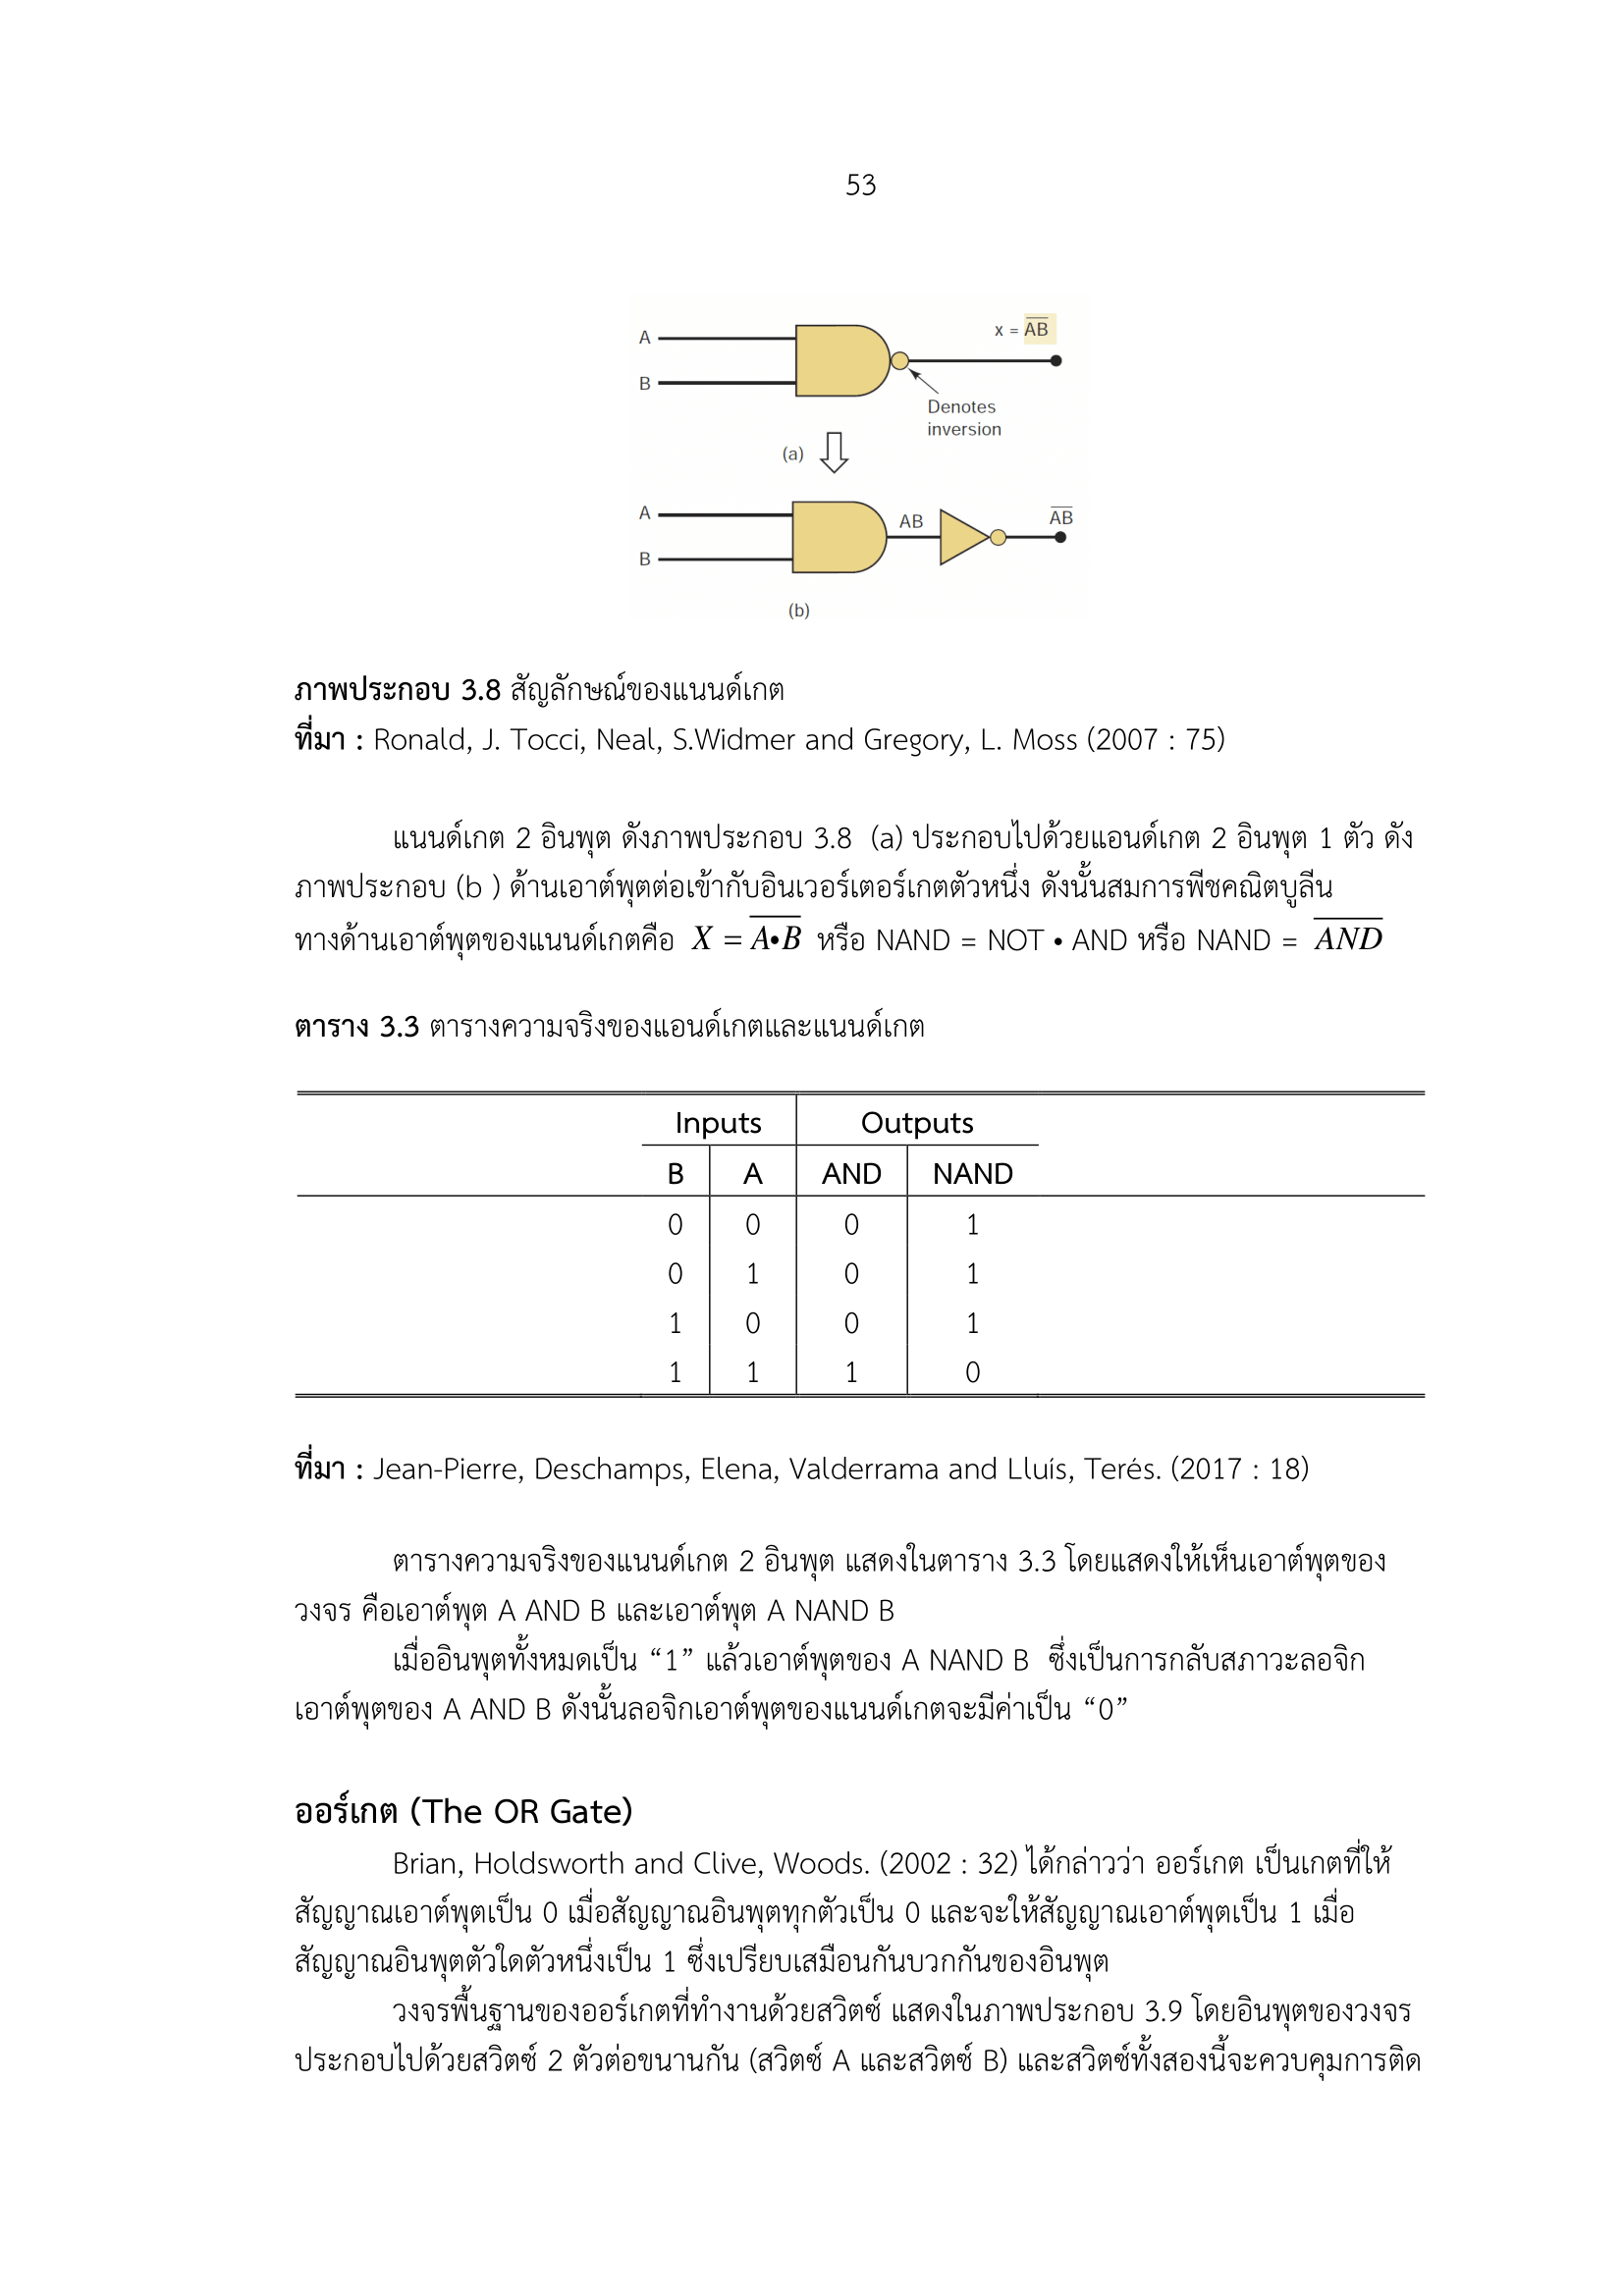 53
A
B
x = A̅B̅
Denotes
inversion
(a)
A
B
AB
A̅B̅
(b)
ภาพประกอบ 3.8 สัญลักษณ์ของแนนด์เกต
ที่มา : Ronald, J. Tocci, Neal, S.Widmer and Gregory, L. Moss (2007 : 75)
แนนด์เกต 2 อินพุต ดังภาพประกอบ 3.8 (a) ประกอบไปด้วยแอนด์เกต 2 อินพุต 1 ตัว ดัง
ภาพประกอบ (b ) ด้านเอาต์พุตต่อเข้ากับอินเวอร์เตอร์เกตตัวหนึ่ง ดังนั้นสมการพีชคณิตบูลีน
ทางด้านเอาต์พุตของแนนด์เกตคือ X = A̅•̅B̅ หรือ NAND = NOT • AND หรือ NAND = A̅N̅D̅
ตาราง 3.3 ตารางความจริงของแอนด์เกตและแนนด์เกต
Inputs Outputs
B A AND NAND
0 0 0 1
0 1 0 1
1 0 0 1
1 1 1 0
ที่มา : Jean-Pierre, Deschamps, Elena, Valderrama and Lluís, Terés. (2017 : 18)
ตารางความจริงของแนนด์เกต 2 อินพุต แสดงในตาราง 3.3 โดยแสดงให้เห็นเอาต์พุตของ
วงจร คือเอาต์พุต A AND B และเอาต์พุต A NAND B
เมื่ออินพุตทั้งหมดเป็น “1” แล้วเอาต์พุตของ A NAND B ซึ่งเป็นการกลับสภาวะลอจิก
เอาต์พุตของ A AND B ดังนั้นลอจิกเอาต์พุตของแนนด์เกตจะมีค่าเป็น “0”
ออร์เกต (The OR Gate)
Brian, Holdsworth and Clive, Woods. (2002 : 32) ได้กล่าวว่า ออร์เกต เป็นเกตที่ให้
สัญญาณเอาต์พุตเป็น 0 เมื่อสัญญาณอินพุตทุกตัวเป็น 0 และจะให้สัญญาณเอาต์พุตเป็น 1 เมื่อ
สัญญาณอินพุตตัวใดตัวหนึ่งเป็น 1 ซึ่งเปรียบเสมือนกันบวกกันของอินพุต
วงจรพื้นฐานของออร์เกตที่ทำงานด้วยสวิตซ์ แสดงในภาพประกอบ 3.9 โดยอินพุตของวงจร
ประกอบไปด้วยสวิตซ์ 2 ตัวต่อขนานกัน (สวิตซ์ A และสวิตซ์ B) และสวิตซ์ทั้งสองนี้จะควบคุมการติด